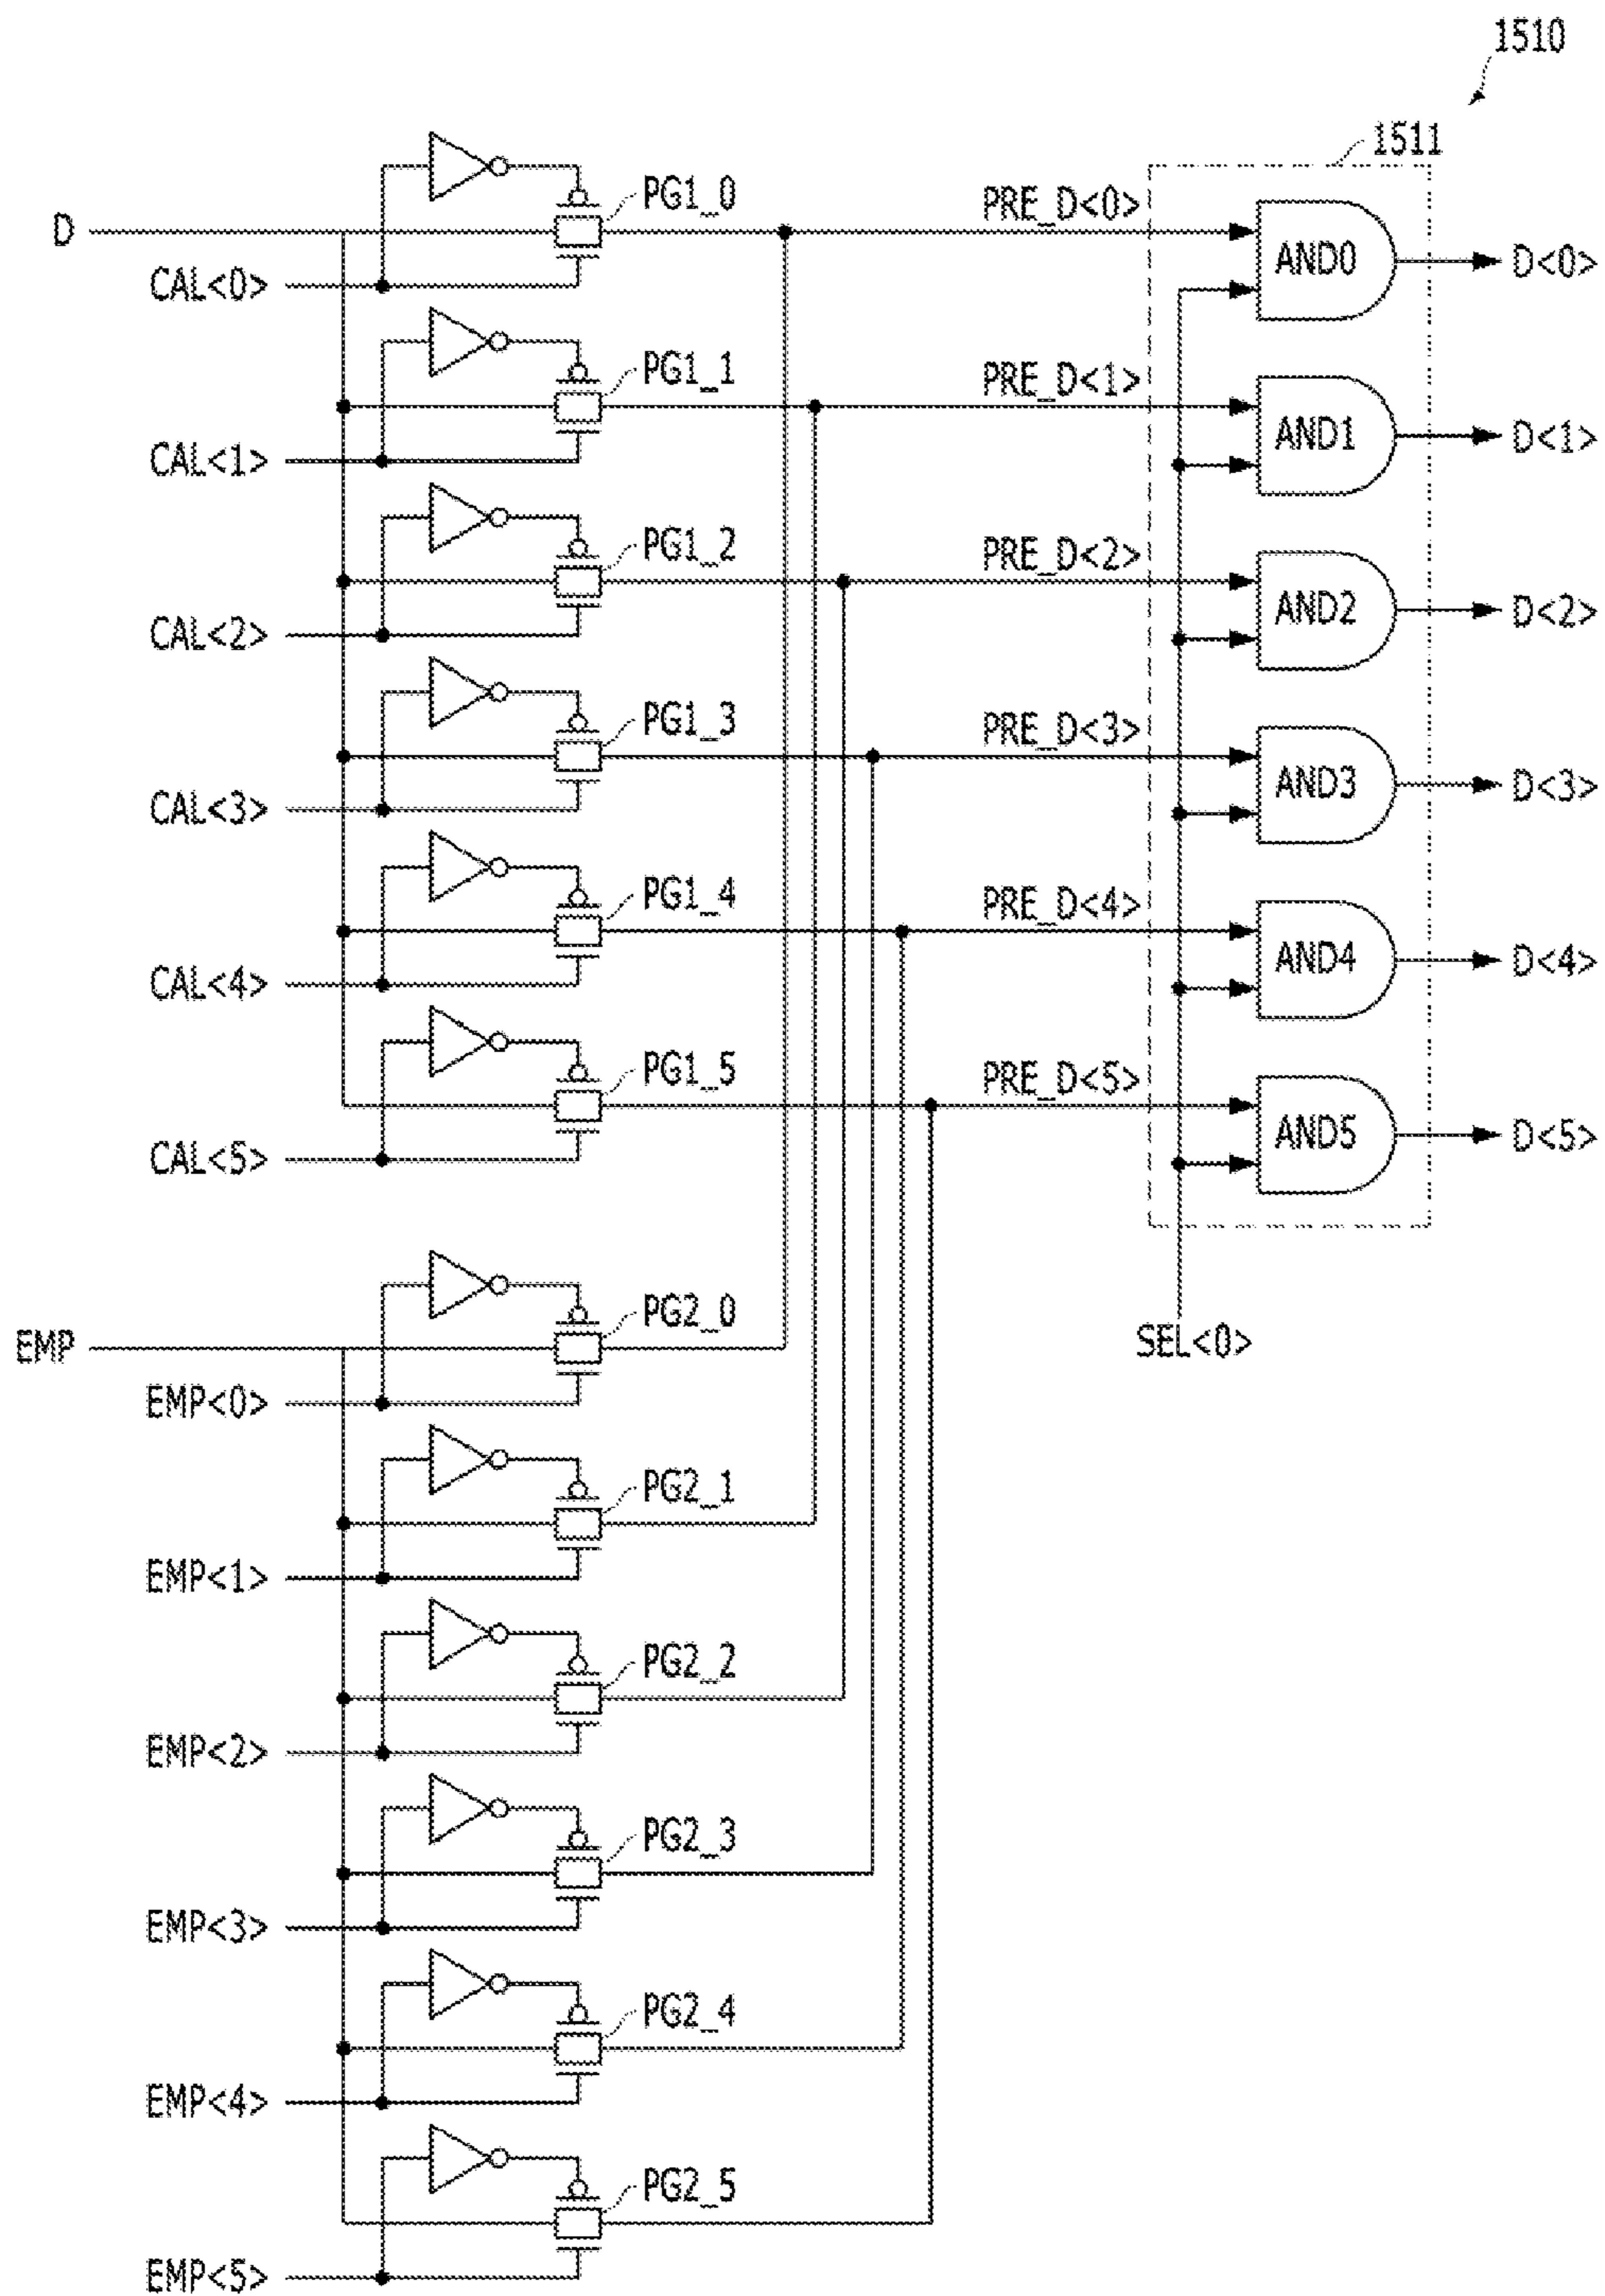 1510
1511
D
PG1_0
PRE_D<0>
AND0
D<0>
CAL<0>
PG1_1
PRE_D<1>
AND1
D<1>
CAL<1>
PG1_2
PRE_D<2>
AND2
D<2>
CAL<2>
PG1_3
PRE_D<3>
AND3
D<3>
CAL<3>
PG1_4
PRE_D<4>
AND4
D<4>
CAL<4>
PG1_5
PRE_D<5>
AND5
D<5>
CAL<5>
PG2_0
EMP
SEL<0>
EMP<0>
PG2_1
EMP<1>
PG2_2
EMP<2>
PG2_3
EMP<3>
PG2_4
EMP<4>
PG2_5
EMP<5>